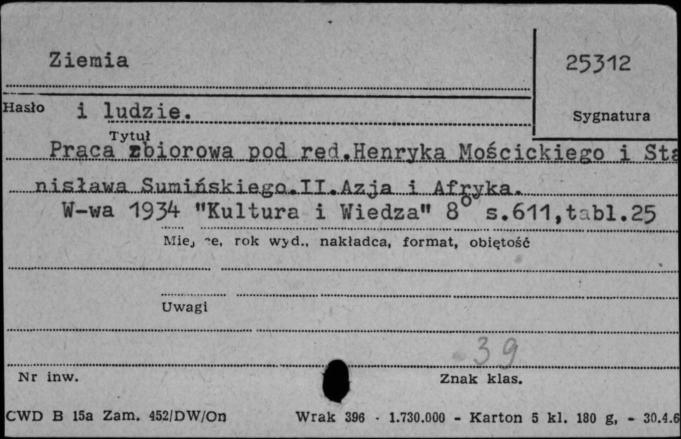 Ziemia
25312
Hasło
i ludzie.
Sygnatura
Tytuł
Praca zbiorowa pod red.Henryka Mościckiego i Sta
nisława Sumińskiego.II.Azja i Afryka.
W-wa 1934 "Kultura i Wiedza" 8° s.611,tabl.25
Miejsce, rok wyd., nakładca, format, obiętość
Uwagi
39
Nr inw.
Znak klas.
CWD B 15a Zam. 452/DW/On
Wrak 396 - 1.730.000 - Karton 5 kl. 180 g, - 30.4.6